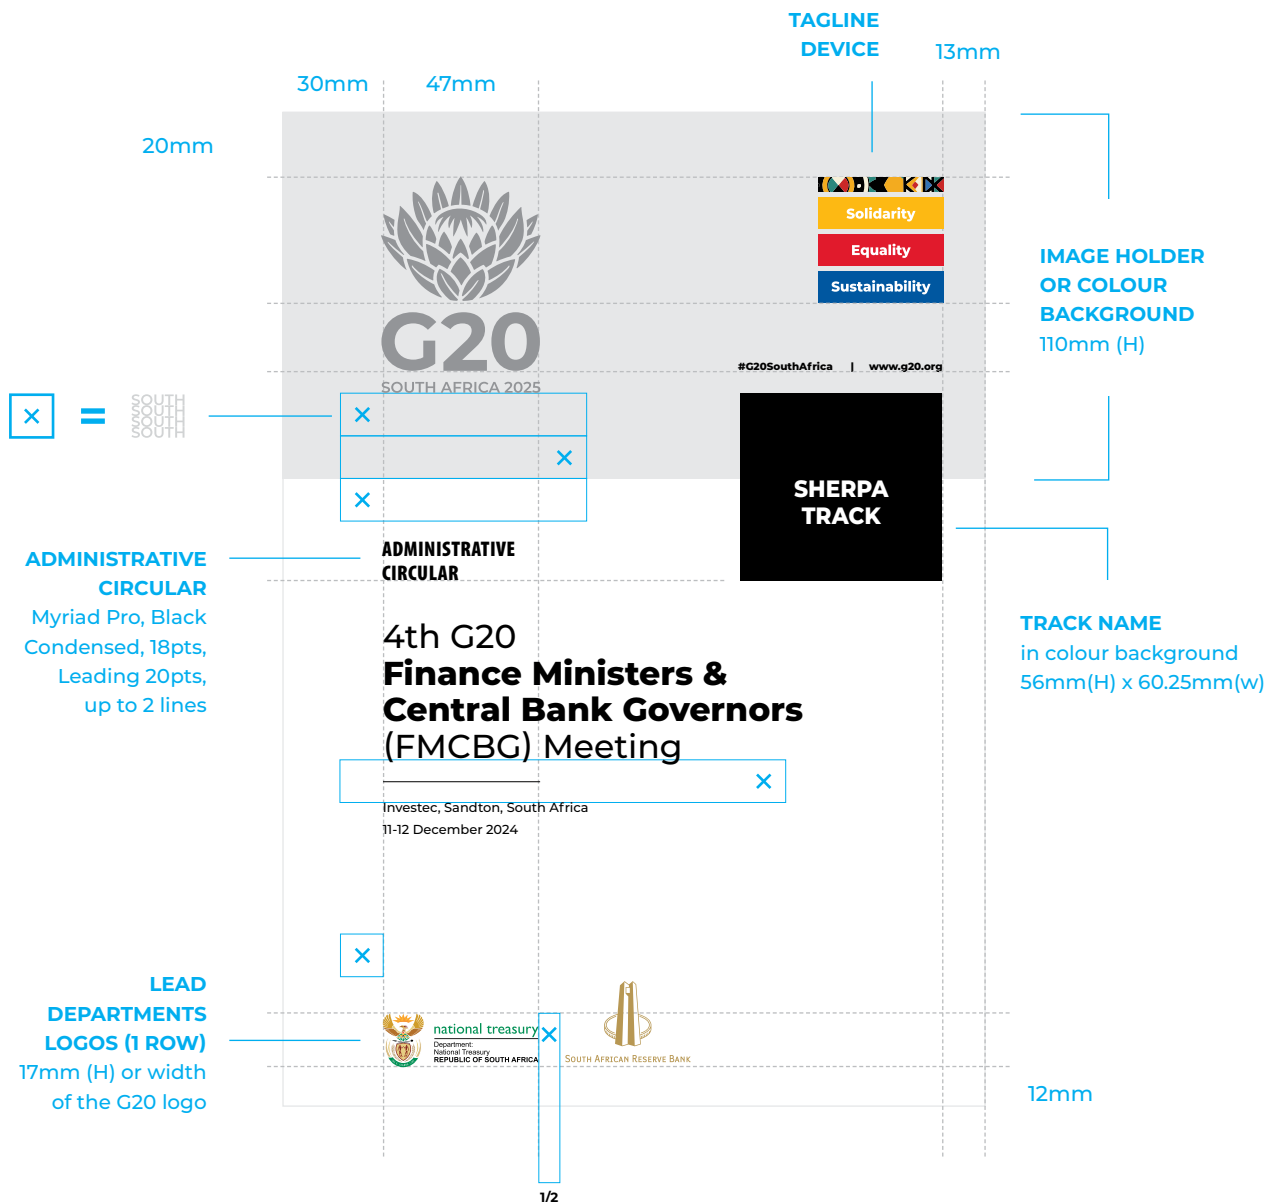 TAGLINE
DEVICE
13mm
30mm
47mm
20mm
Solidarity
Equality
Sustainability
G20
SOUTH AFRICA 2025
#G20SouthAfrica | www.g20.org
IMAGE HOLDER
OR COLOUR
BACKGROUND
110mm (H)
=
SOUTH
SOUTH
SOUTH
SOUTH
SHERPA
TRACK
ADMINISTRATIVE
CIRCULAR
Myriad Pro, Black
Condensed, 18pts,
Leading 20pts,
up to 2 lines
ADMINISTRATIVE
CIRCULAR
TRACK NAME
in colour background
56mm(H) x 60.25mm(w)
4th G20
Finance Ministers &
Central Bank Governors
(FMCBG) Meeting
Investec, Sandton, South Africa
11-12 December 2024
LEAD
DEPARTMENTS
LOGOS (1 ROW)
17mm (H) or width
of the G20 logo
national treasury
Department:
National Treasury
REPUBLIC OF SOUTH AFRICA
SOUTH AFRICAN RESERVE BANK
12mm
1/2